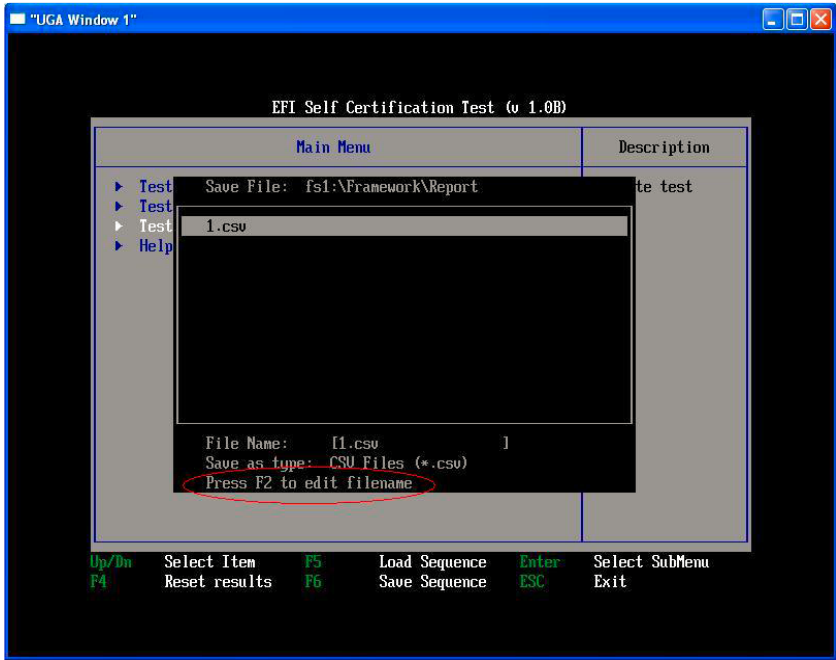 "UGA Window 1"
EFI Self Certification Test (v 1.0B)
Main Menu
Description
Test
Save File: fs1:\Framework\Report
te test
Test
Test
1.csv
Help
File Name: [1.csv ]
Save as type: CSV Files (*.csv)
Press F2 to edit filename
Up/Dn Select Item F5 Load Sequence Enter Select SubMenu
F4 Reset results F6 Save Sequence ESC Exit